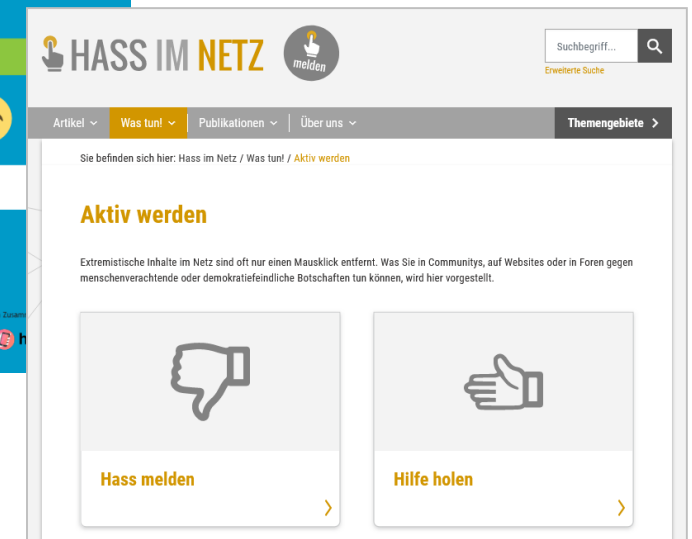 HASS IM NETZ
melden
Suchbegriff...
Erweiterte Suche
Artikel Was tun! Publikationen Über uns Themengebiete
Sie befinden sich hier: Hass im Netz / Was tun! / Aktiv werden
Aktiv werden
Extremistische Inhalte im Netz sind oft nur einen Mausklick entfernt. Was Sie in Communitys, auf Websites oder in Foren gegen
menschenverachtende oder demokratiefeindliche Botschaften tun können, wird hier vorgestellt.
Hass melden
Hilfe holen